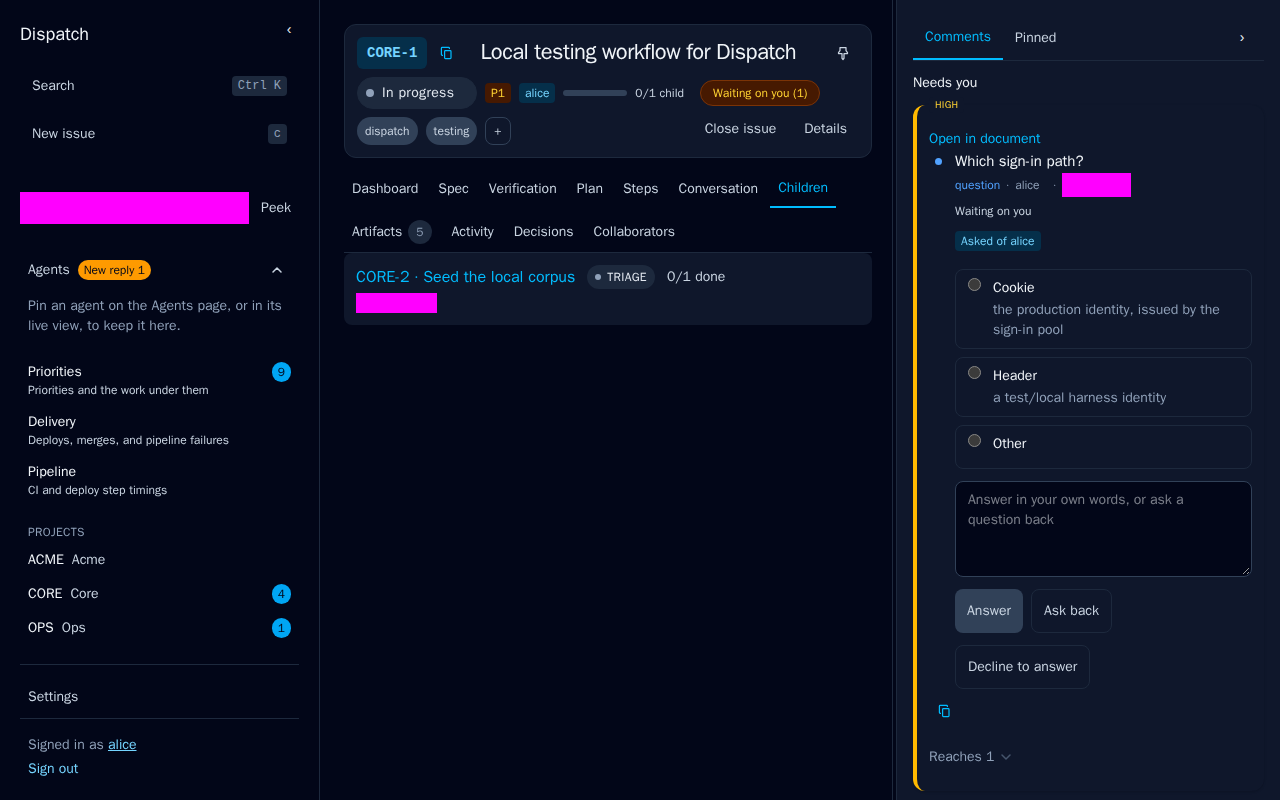 Dispatch
Search
Ctrl K
New issue
C
Peek
Agents
New reply 1
Pin an agent on the Agents page, or in its
live view, to keep it here.
Priorities
9
Priorities and the work under them
Delivery
Deploys, merges, and pipeline failures
Pipeline
CI and deploy step timings
PROJECTS
ACME Acme
CORE Core
4
OPS Ops
1
Settings
Signed in as alice
Sign out
CORE-1
Local testing workflow for Dispatch
In progress
P1
alice
0/1 child
Waiting on you (1)
dispatch
testing
+
Close issue
Details
Dashboard
Spec
Verification
Plan
Steps
Conversation
Children
Artifacts 5
Activity
Decisions
Collaborators
CORE-2 · Seed the local corpus
TRIAGE
0/1 done
Comments
Pinned
Needs you
HIGH
Open in document
Which sign-in path?
question · alice ·
Waiting on you
Asked of alice
Cookie
the production identity, issued by the
sign-in pool
Header
a test/local harness identity
Other
Answer in your own words, or ask a
question back
Answer
Ask back
Decline to answer
Reaches 1